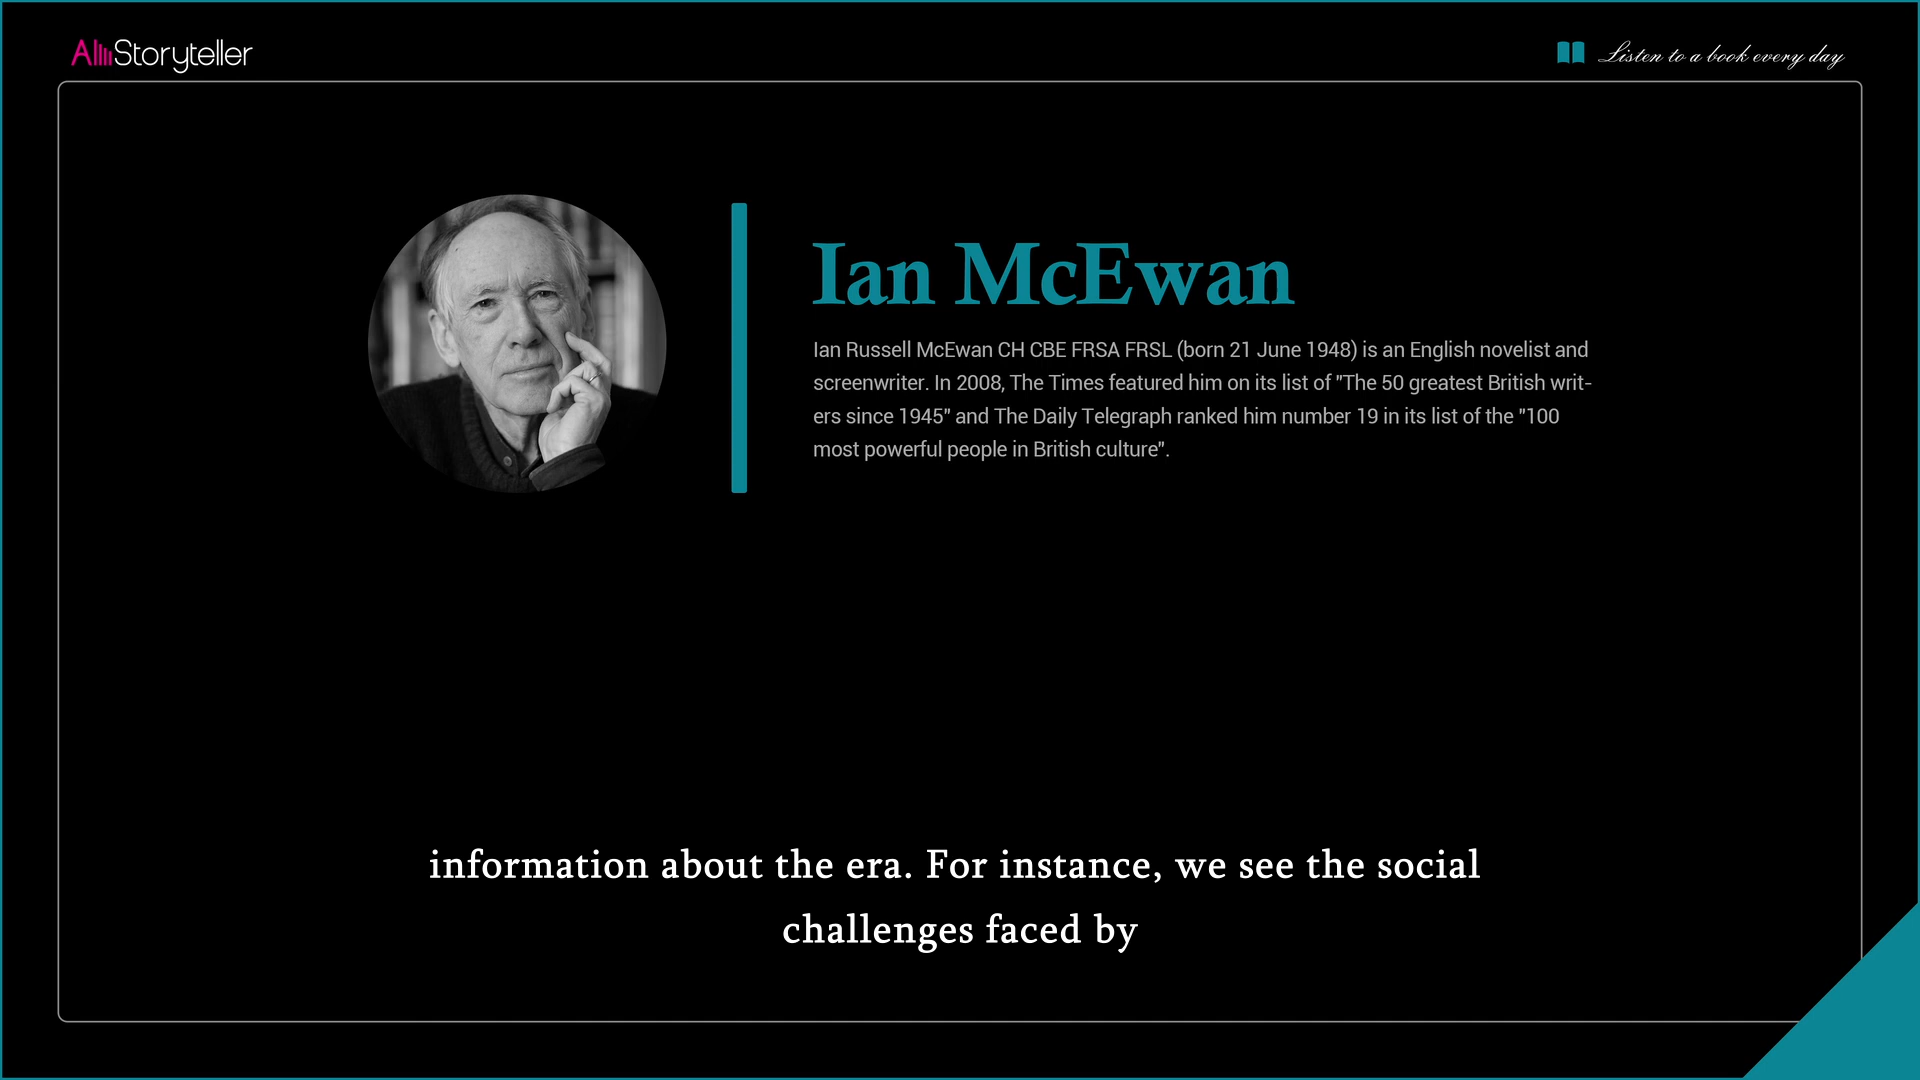 AllStoryteller
Listen to a book every day
Ian McEwan
Ian Russell McEwan CH CBE FRSA FRSL (born 21 June 1948) is an English novelist and
screenwriter. In 2008, The Times featured him on its list of "The 50 greatest British writ-
ers since 1945" and The Daily Telegraph ranked him number 19 in its list of the "100
most powerful people in British culture".
information about the era. For instance, we see the social
challenges faced by